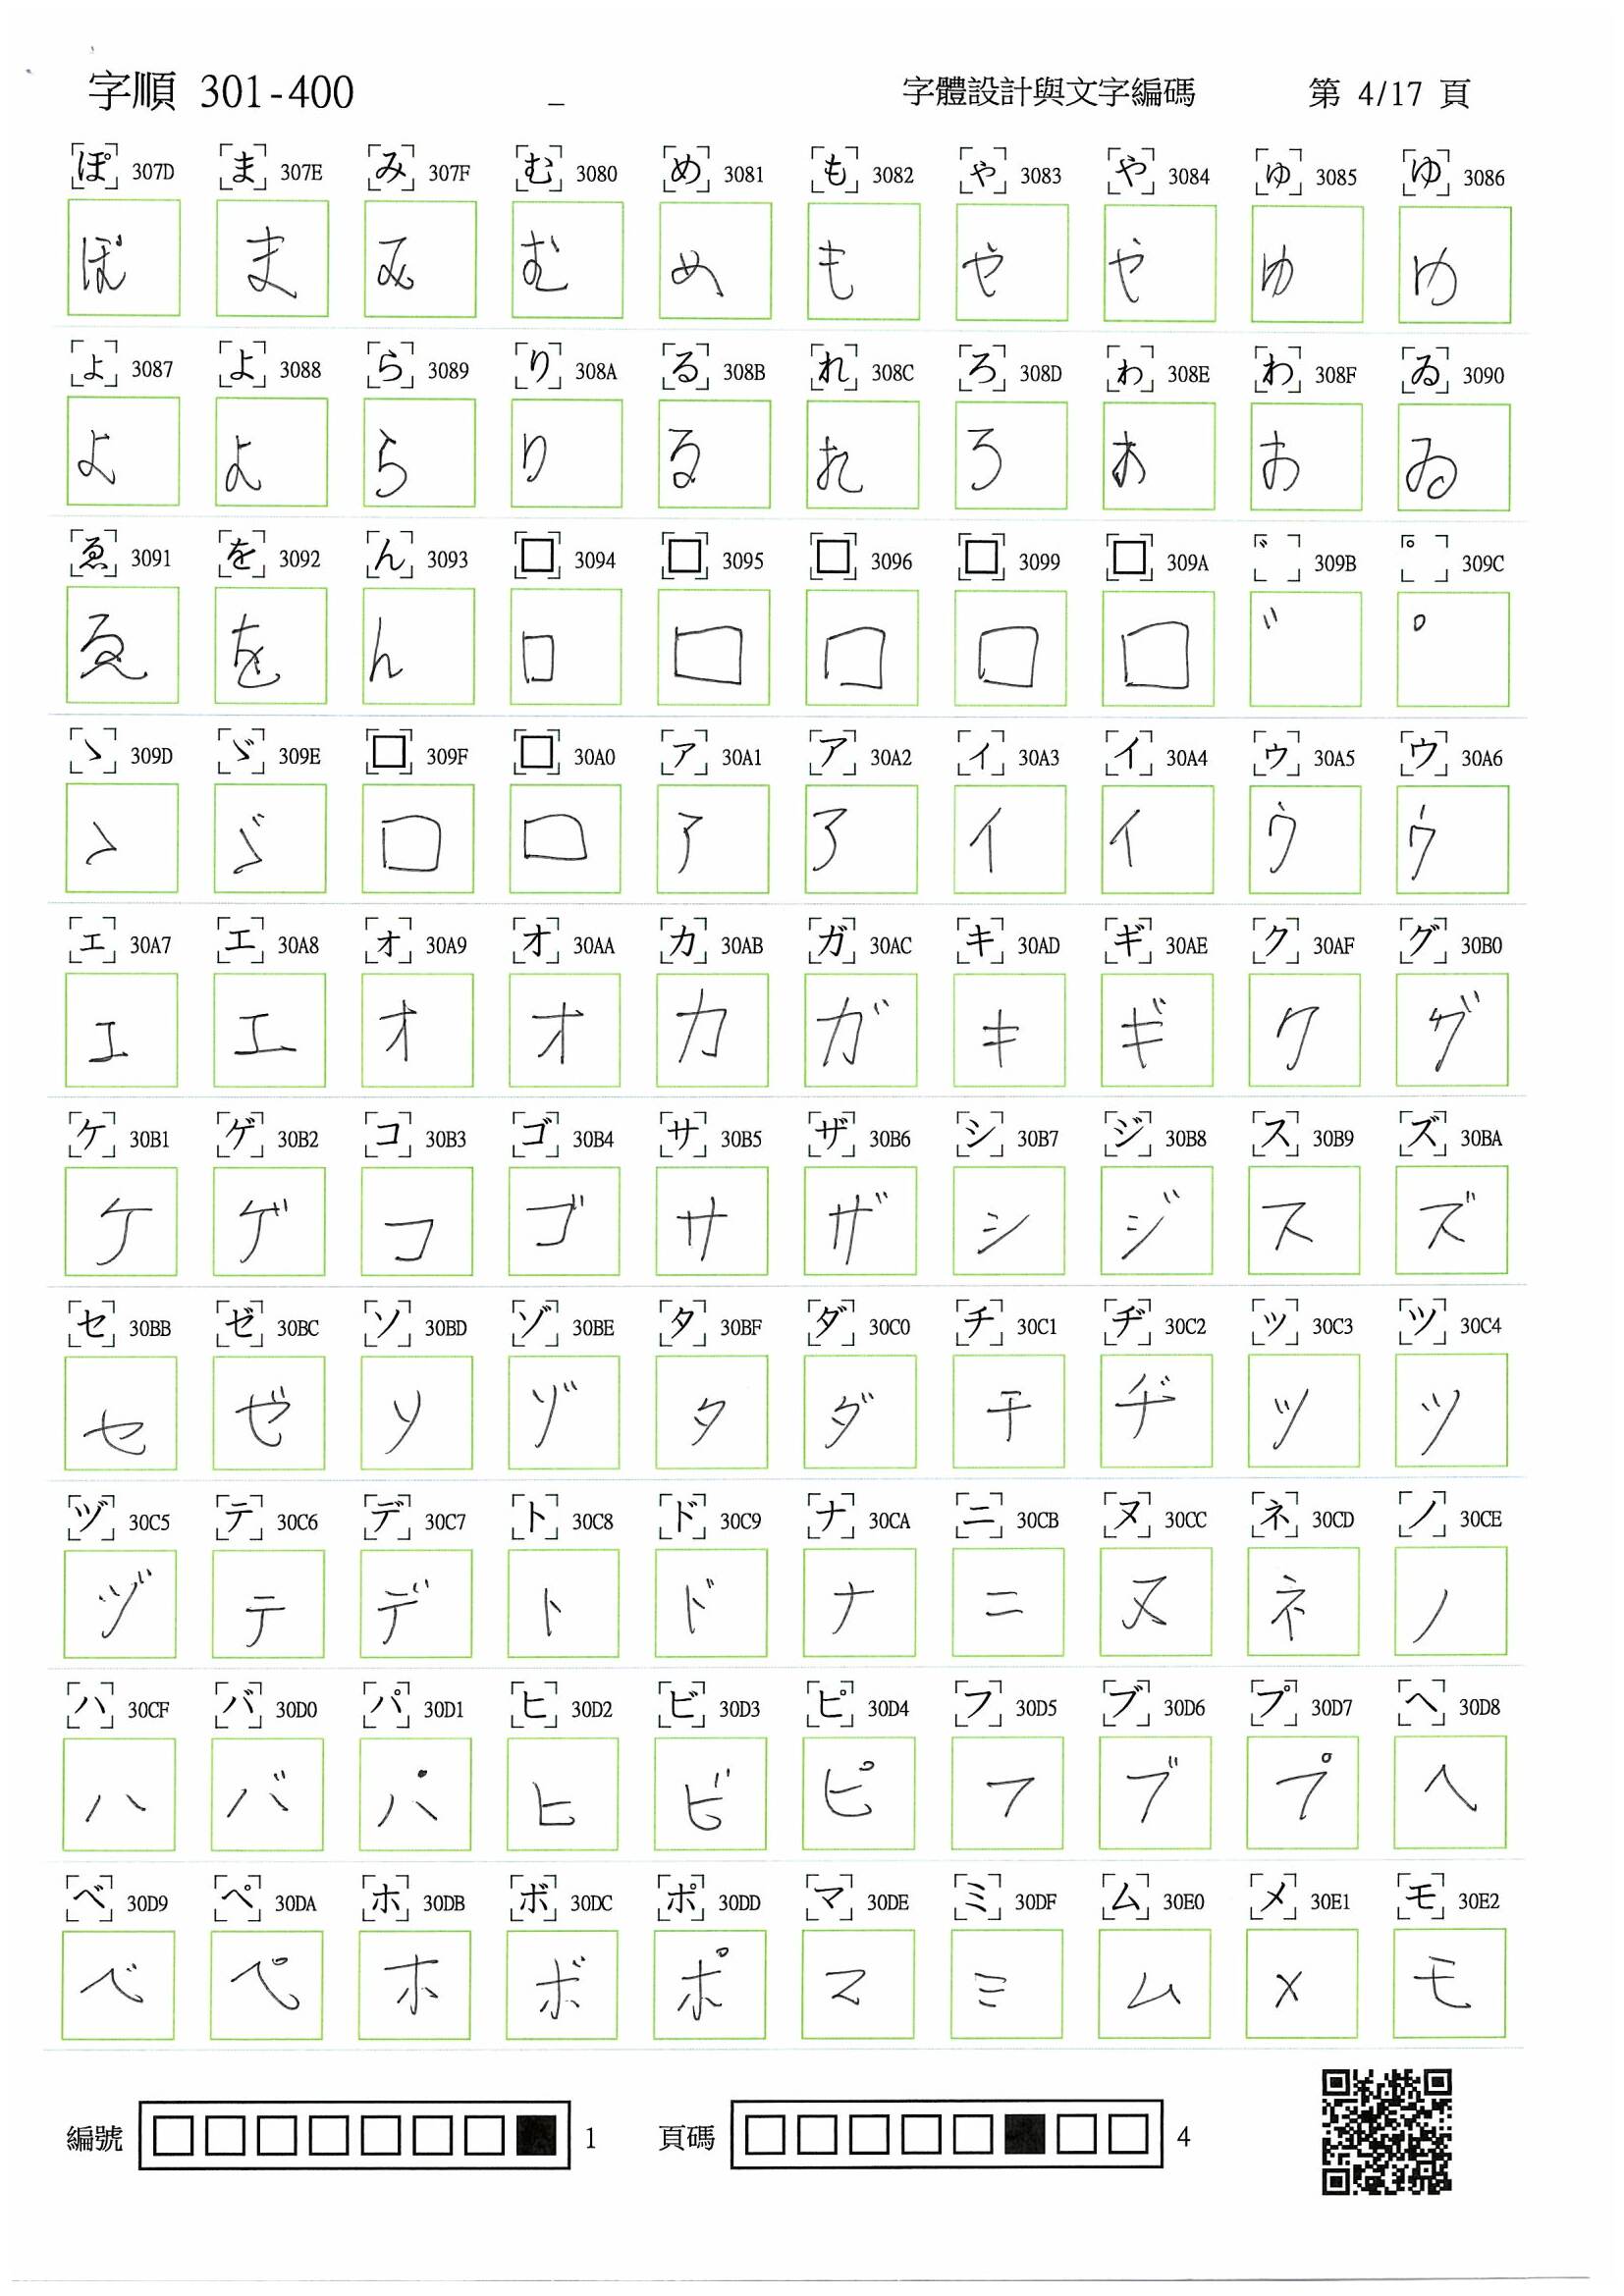 字順 301-400 _ 字體設計與文字編碼 第 4/17 頁
ぽ 307D ま 307E み 307F む 3080 め 3081 も 3082 ゃ 3083 や 3084 ゅ 3085 ゆ 3086
ぽ ま み む め も ゃ や ゅ ゆ
ょ 3087 よ 3088 ら 3089 り 308A る 308B れ 308C ろ 308D ゎ 308E わ 308F ゐ 3090
ょ よ ら り る れ ろ ゎ わ ゐ
ゑ 3091 を 3092 ん 3093 □ 3094 □ 3095 □ 3096 □ 3099 □ 309A ゛ 309B ゜ 309C
ゑ を ん □ □ □ □ □ ゛ ゜
ゝ 309D ゞ 309E □ 309F □ 30A0 ァ 30A1 ア 30A2 ィ 30A3 イ 30A4 ゥ 30A5 ウ 30A6
ゝ ゞ □ □ ァ ア ィ イ ゥ ウ
ェ 30A7 エ 30A8 ォ 30A9 オ 30AA カ 30AB ガ 30AC キ 30AD ギ 30AE ク 30AF グ 30B0
ェ エ ォ オ カ ガ キ ギ ク グ
ケ 30B1 ゲ 30B2 コ 30B3 ゴ 30B4 サ 30B5 ザ 30B6 シ 30B7 ジ 30B8 ス 30B9 ズ 30BA
ケ ゲ コ ゴ サ ザ シ ジ ス ズ
セ 30BB ゼ 30BC ソ 30BD ゾ 30BE タ 30BF ダ 30C0 チ 30C1 ヂ 30C2 ッ 30C3 ツ 30C4
セ ゼ ソ ゾ タ ダ チ ヂ ッ ツ
ヅ 30C5 テ 30C6 デ 30C7 ト 30C8 ド 30C9 ナ 30CA ニ 30CB ヌ 30CC ネ 30CD ノ 30CE
ヅ テ デ ト ド ナ ニ ヌ ネ ノ
ハ 30CF バ 30D0 パ 30D1 ヒ 30D2 ビ 30D3 ピ 30D4 フ 30D5 ブ 30D6 プ 30D7 ヘ 30D8
ハ バ パ ヒ ビ ピ フ ブ プ ヘ
ベ 30D9 ペ 30DA ホ 30DB ボ 30DC ポ 30DD マ 30DE ミ 30DF ム 30E0 メ 30E1 モ 30E2
ベ ペ ホ ボ ポ マ ミ ム メ モ
編號 □□□□□□□■ 1 頁碼 □□□□□■□□ 4